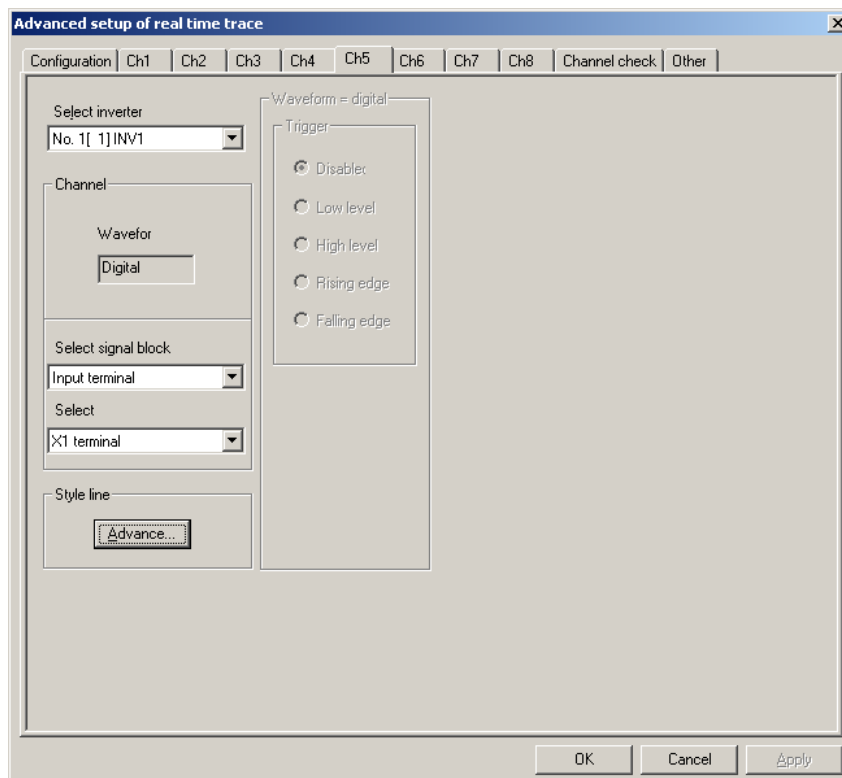 Advanced setup of real time trace
Configuration Ch1 Ch2 Ch3 Ch4 Ch5 Ch6 Ch7 Ch8 Channel check Other
Select inverter
No. 1[ 1] INV1
Channel
Wavefor
Digital
Select signal block
Input terminal
Select
X1 terminal
Style line
Advance...
Waveform = digital
Trigger
Disablec
Low level
High level
Rising edge
Falling edge
OK Cancel Apply